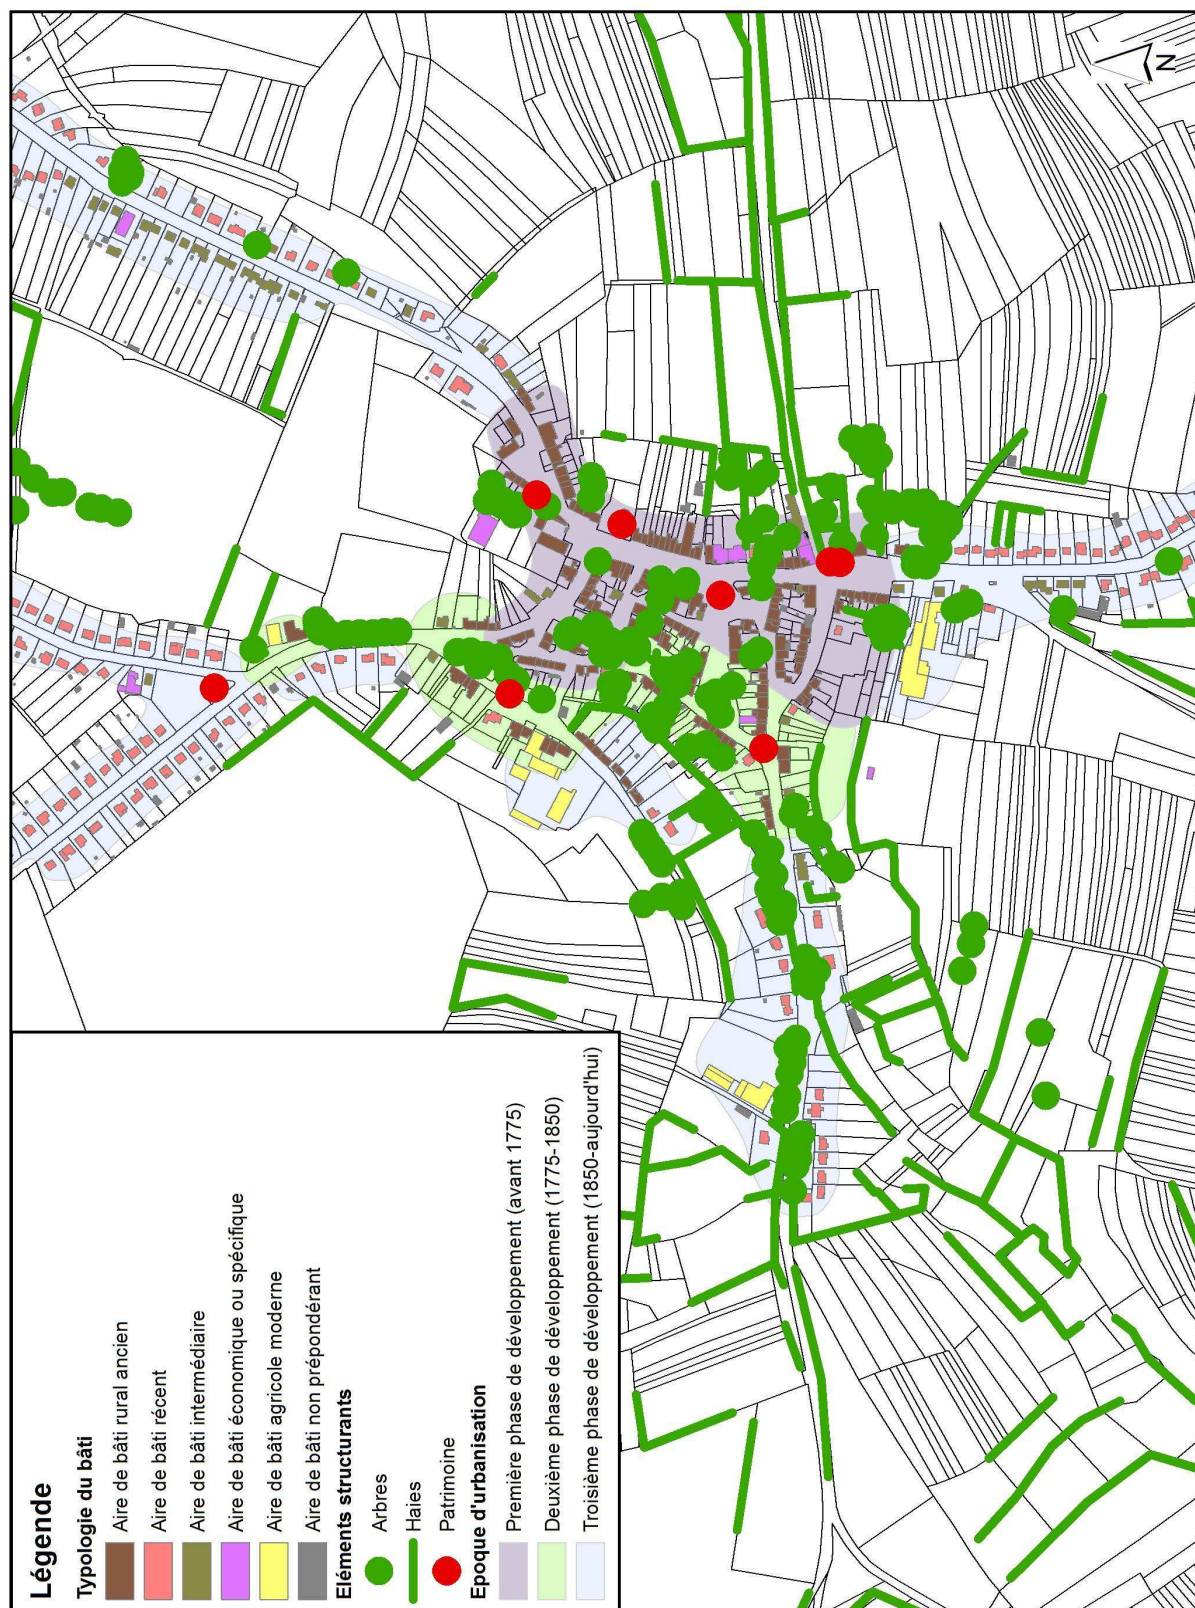 Légende
Typologie du bâti
Aire de bâti rural ancien
Aire de bâti récent
Aire de bâti intermédiaire
Aire de bâti économique ou spécifique
Aire de bâti agricole moderne
Aire de bâti non prépondérant
Eléments structurants
Arbres
Haies
Patrimoine
Epoque d'urbanisation
Première phase de développement (avant 1775)
Deuxième phase de développement (1775-1850)
Troisième phase de développement (1850-aujourd'hui)
N